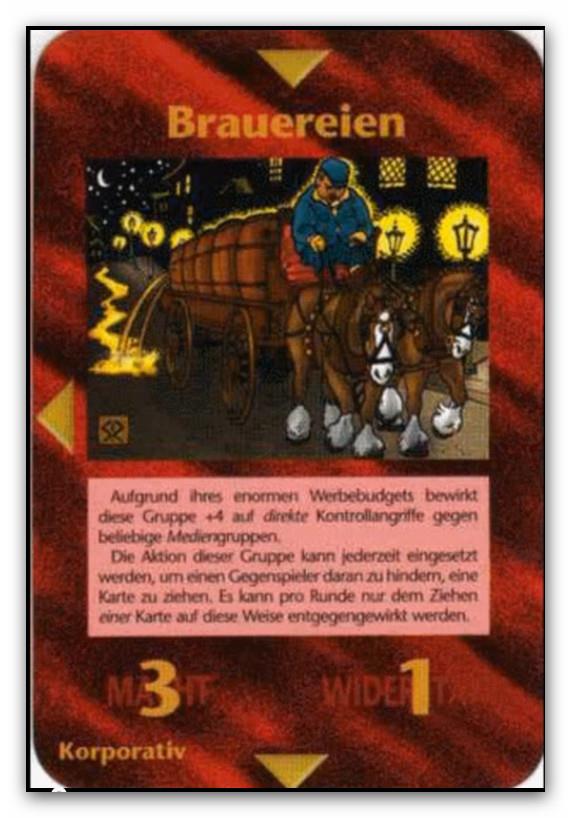 Brauereien
Aufgrund ihres enormen Werbebudgets bewirkt
diese Gruppe +4 auf direkte Kontrollangriffe gegen
beliebige Mediengruppen.
Die Aktion dieser Gruppe kann jederzeit eingesetzt
werden, um einen Gegenspieler daran zu hindern, eine
Karte zu ziehen. Es kann pro Runde nur dem Ziehen
einer Karte auf diese Weise entgegengewirkt werden.
3 1
Korporativ